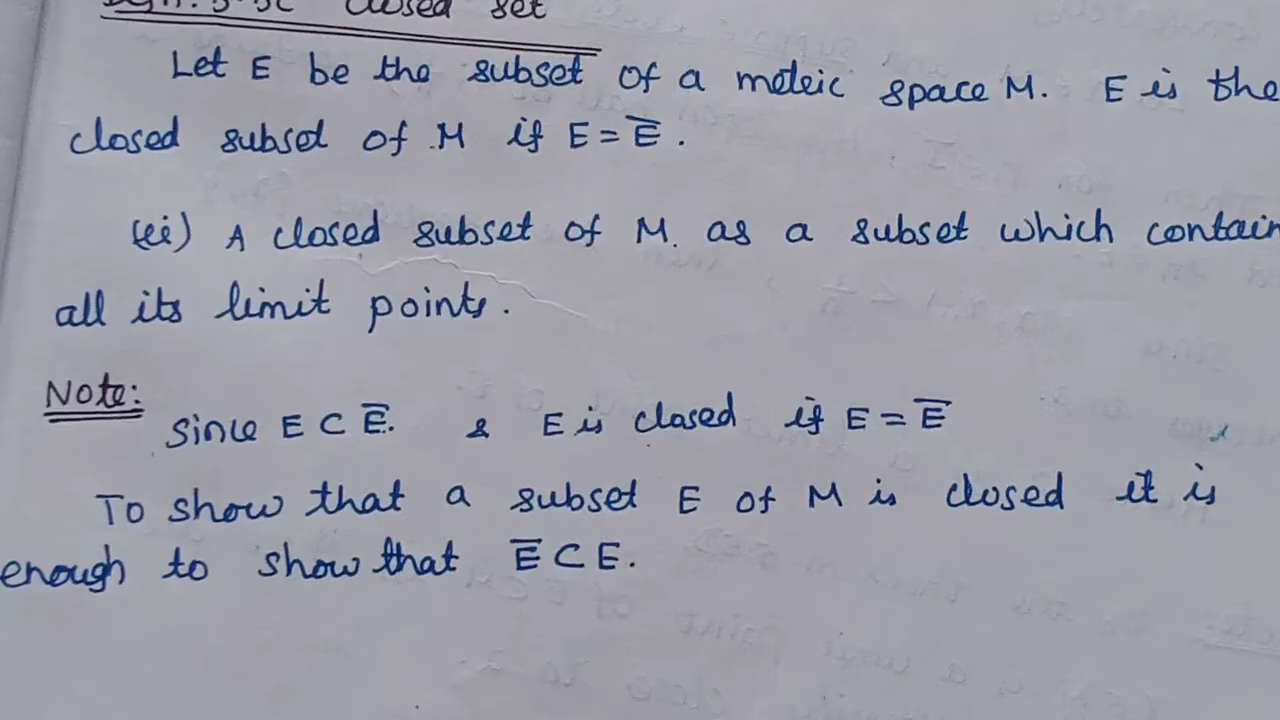 closed set
Let E be the subset of a metric space M. E is the
closed subset of M if E = E̅.
(ii) A closed subset of M. as a subset which contain
all its limit points.
Note:
Since E ⊂ E̅. & E is closed if E = E̅
To show that a subset E of M is closed it is
enough to show that E̅ ⊂ E.